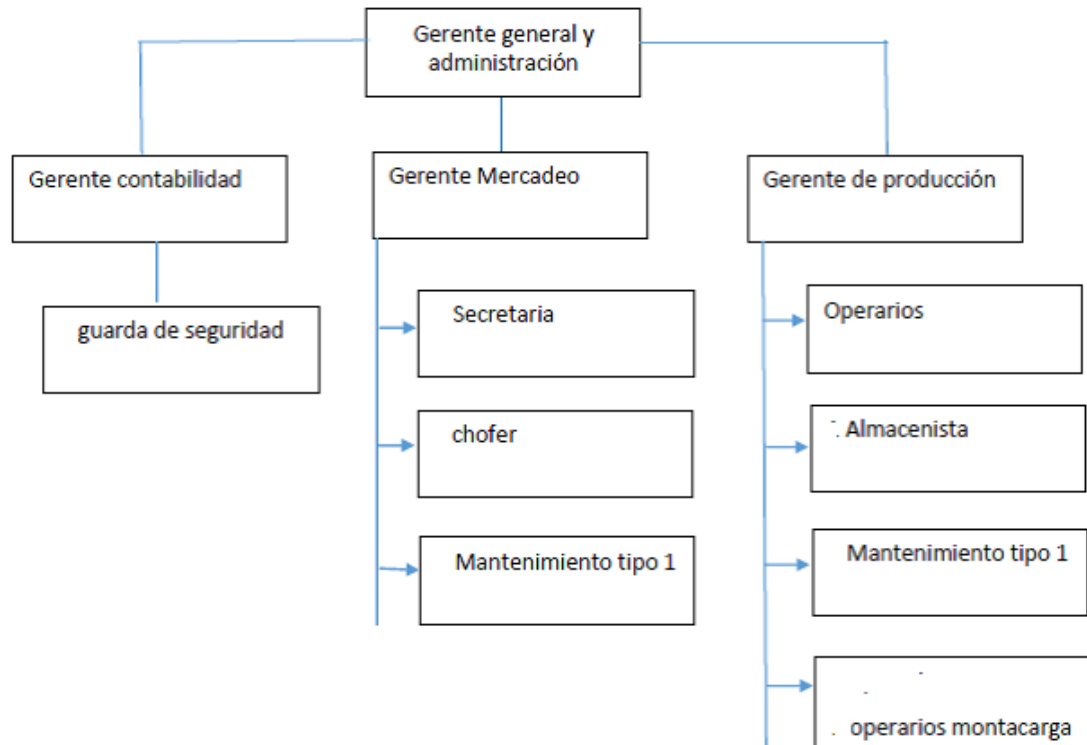 Gerente general y
administración
Gerente contabilidad
Gerente Mercadeo
Gerente de producción
guarda de seguridad
Secretaria
Operarios
chofer
Almacenista
Mantenimiento tipo 1
Mantenimiento tipo 1
operarios montacarga